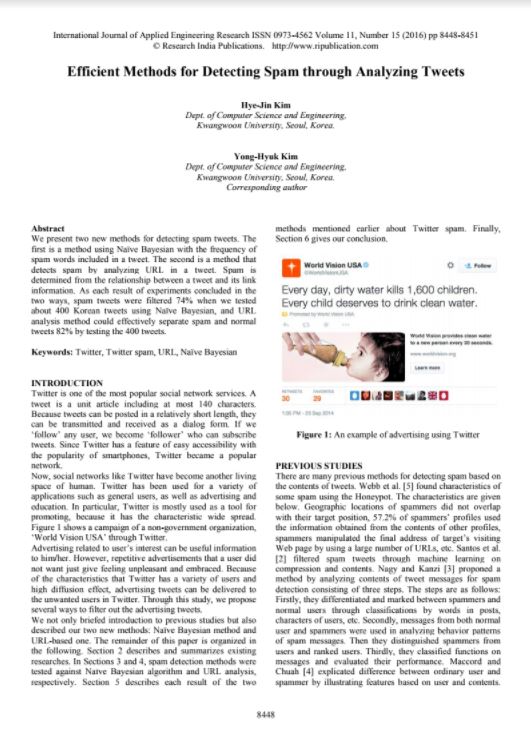 International Journal of Applied Engineering Research ISSN 0973-4562 Volume 11, Number 15 (2016) pp 8448-8451
© Research India Publications. http://www.ripublication.com
Efficient Methods for Detecting Spam through Analyzing Tweets
Hye-Jin Kim
Dept. of Computer Science and Engineering,
Kwangwoon University, Seoul, Korea.
Yong-Hyuk Kim
Dept. of Computer Science and Engineering,
Kwangwoon University, Seoul, Korea.
Corresponding author
Abstract
We present two new methods for detecting spam tweets. The
first is a method using Naïve Bayesian with the frequency of
spam words included in a tweet. The second is a method that
detects spam by analyzing URL in a tweet. Spam is
determined from the relationship between a tweet and its link
information. As each result of experiments concluded in the
two ways, spam tweets were filtered 74% when we tested
about 400 Korean tweets using Naïve Bayesian, and URL
analysis method could effectively separate spam and normal
tweets 82% by testing the 400 tweets.
Keywords: Twitter, Twitter spam, URL, Naïve Bayesian
INTRODUCTION
Twitter is one of the most popular social network services. A
tweet is a unit article including at most 140 characters.
Because tweets can be posted in a relatively short length, they
can be transmitted and received as a dialog form. If we
'follow' any user, we become 'follower' who can subscribe
tweets. Since Twitter has a feature of easy accessibility with
the popularity of smartphones, Twitter became a popular
network.
Now, social networks like Twitter have become another living
space of human. Twitter has been used for a variety of
applications such as general users, as well as advertising and
education. In particular, Twitter is mostly used as a tool for
promoting, because it has the characteristic wide spread.
Figure 1 shows a campaign of a non-government organization,
'World Vision USA' through Twitter.
Advertising related to user's interest can be useful information
to him/her. However, repetitive advertisements that a user did
not want just give feeling unpleasant and embraced. Because
of the characteristics that Twitter has a variety of users and
high diffusion effect, advertising tweets can be delivered to
the unwanted users in Twitter. Through this study, we propose
several ways to filter out the advertising tweets.
We not only briefed introduction to previous studies but also
described our two new methods: Naïve Bayesian method and
URL-based one. The remainder of this paper is organized in
the following. Section 2 describes and summarizes existing
researches. In Sections 3 and 4, spam detection methods were
tested against Naïve Bayesian algorithm and URL analysis,
respectively. Section 5 describes each result of the two
methods mentioned earlier about Twitter spam. Finally,
Section 6 gives our conclusion.
World Vision USA
@WorldVisionUSA
Follow
Every day, dirty water kills 1,600 children.
Every child deserves to drink clean water.
Promoted by World Vision USA
World Vision provides clean water
to a new person every 30 seconds.
www.worldvision.org
Learn more
RETWEETS
30
FAVORITES
29
1:00 PM - 23 Sep 2014
Figure 1: An example of advertising using Twitter
PREVIOUS STUDIES
There are many previous methods for detecting spam based on
the contents of tweets. Webb et al. [5] found characteristics of
some spam using the Honeypot. The characteristics are given
below. Geographic locations of spammers did not overlap
with their target position, 57.2% of spammers' profiles used
the information obtained from the contents of other profiles,
spammers manipulated the final address of target's visiting
Web page by using a large number of URLs, etc. Santos et al.
[2] filtered spam tweets through machine learning on
compression and contents. Nagy and Kanzi [3] proponed a
method by analyzing contents of tweet messages for spam
detection consisting of three steps. The steps are as follows:
Firstly, they differentiated and marked between spammers and
normal users through classifications by words in posts,
characters of users, etc. Secondly, messages from both normal
user and spammers were used in analyzing behavior patterns
of spam messages. Then they distinguished spammers from
users and ranked users. Thirdly, they classified functions on
messages and evaluated their performance. Maccord and
Chuah [4] explicated difference between ordinary user and
spammer by illustrating features based on user and contents.
8448